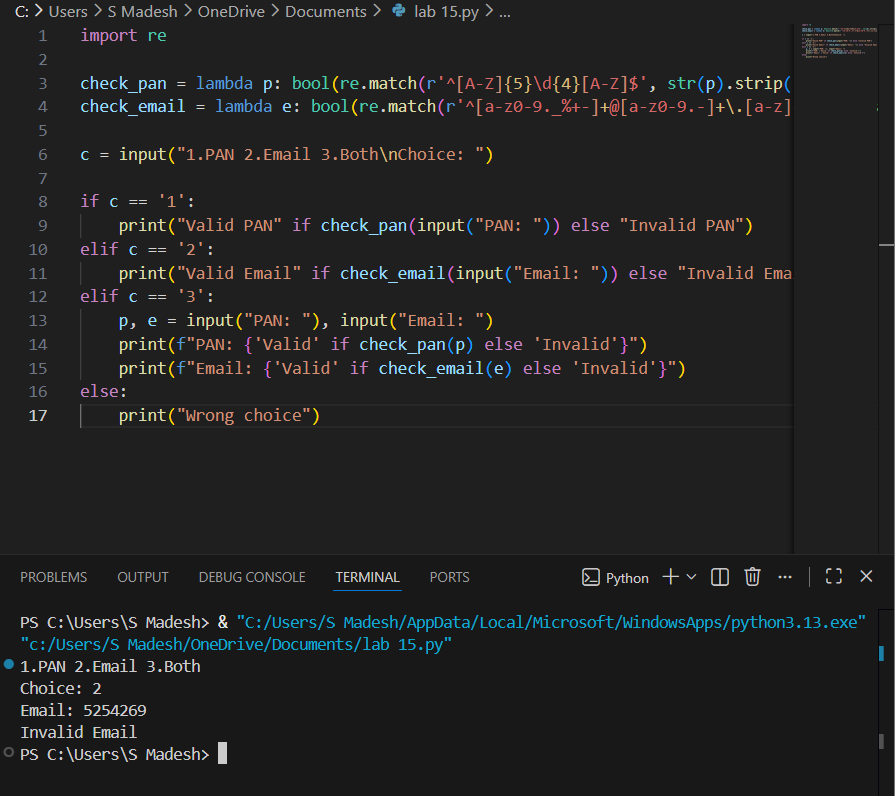 C: > Users > S Madesh > OneDrive > Documents > lab 15.py > ...
1 import re
2
3 check_pan = lambda p: bool(re.match(r'^[A-Z]{5}\d{4}[A-Z]$', str(p).strip(
4 check_email = lambda e: bool(re.match(r'^[a-z0-9._%+-]+@[a-z0-9.-]+\.[a-z]
5
6 c = input("1.PAN 2.Email 3.Both\nChoice: ")
7
8 if c == '1':
9     print("Valid PAN" if check_pan(input("PAN: ")) else "Invalid PAN")
10 elif c == '2':
11     print("Valid Email" if check_email(input("Email: ")) else "Invalid Ema
12 elif c == '3':
13     p, e = input("PAN: "), input("Email: ")
14     print(f"PAN: {'Valid' if check_pan(p) else 'Invalid'}")
15     print(f"Email: {'Valid' if check_email(e) else 'Invalid'}")
16 else:
17     print("Wrong choice")
PROBLEMS OUTPUT DEBUG CONSOLE TERMINAL PORTS Python
PS C:\Users\S Madesh> & "C:/Users/S Madesh/AppData/Local/Microsoft/WindowsApps/python3.13.exe"
"c:/Users/S Madesh/OneDrive/Documents/lab 15.py"
1.PAN 2.Email 3.Both
Choice: 2
Email: 5254269
Invalid Email
PS C:\Users\S Madesh>